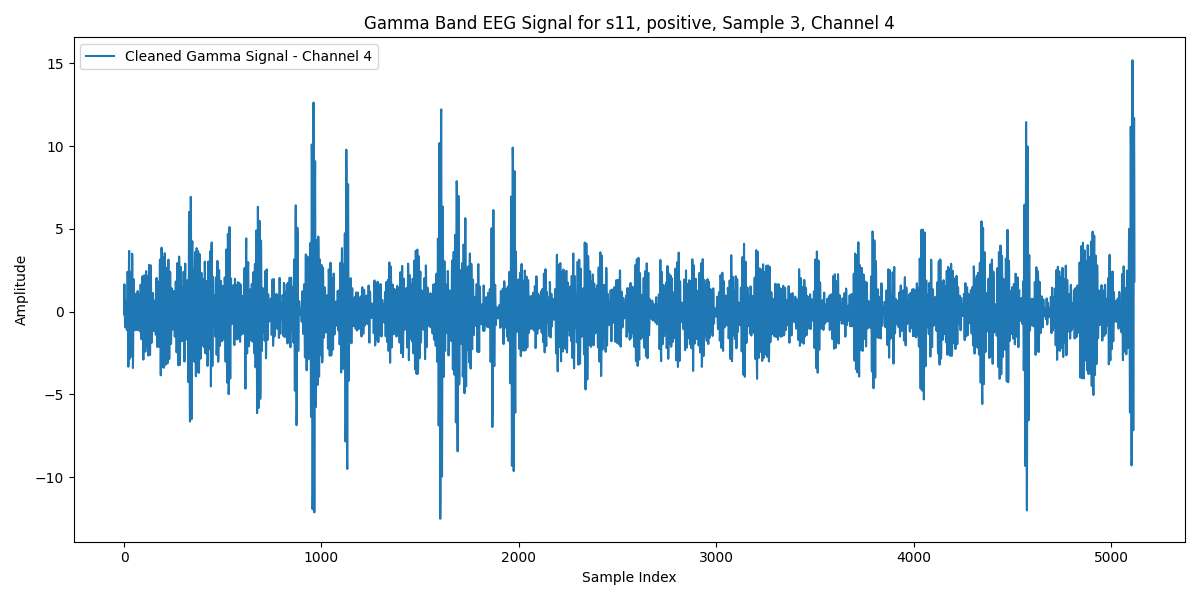 Gamma Band EEG Signal for s11, positive, Sample 3, Channel 4
Cleaned Gamma Signal - Channel 4
15
10
5
0
−5
−10
Amplitude
0 1000 2000 3000 4000 5000
Sample Index